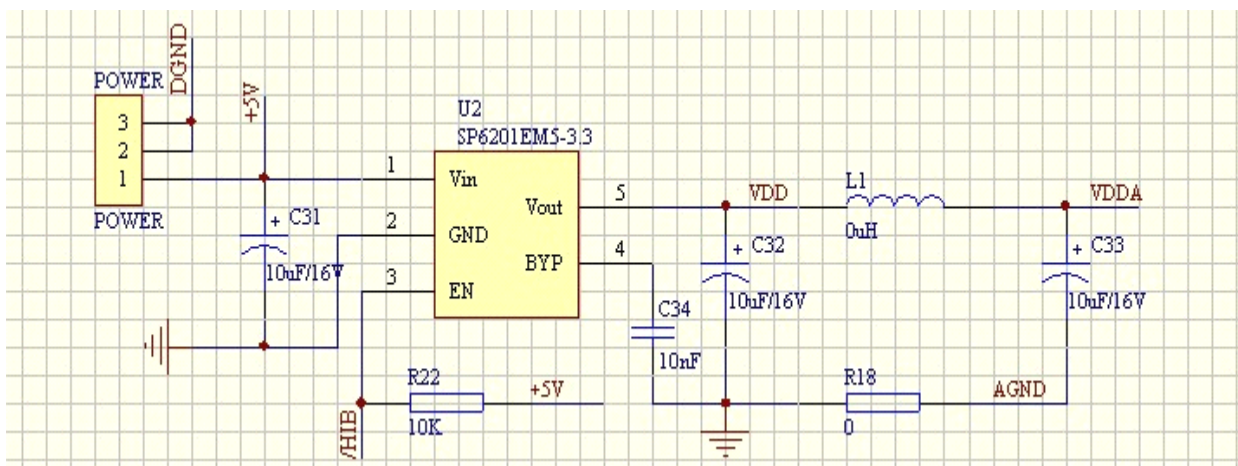 POWER
DGND
3
2
1
POWER
+5V
+
C31
10uF/16V
U2
SP6201EM5-3.3
1
Vin
2
GND
3
EN
Vout
5
BYP
4
VDD
L1
0uH
VDDA
+
C32
10uF/16V
+
C33
10uF/16V
C34
10nF
R22
10K
+5V
/HIB
R18
0
AGND